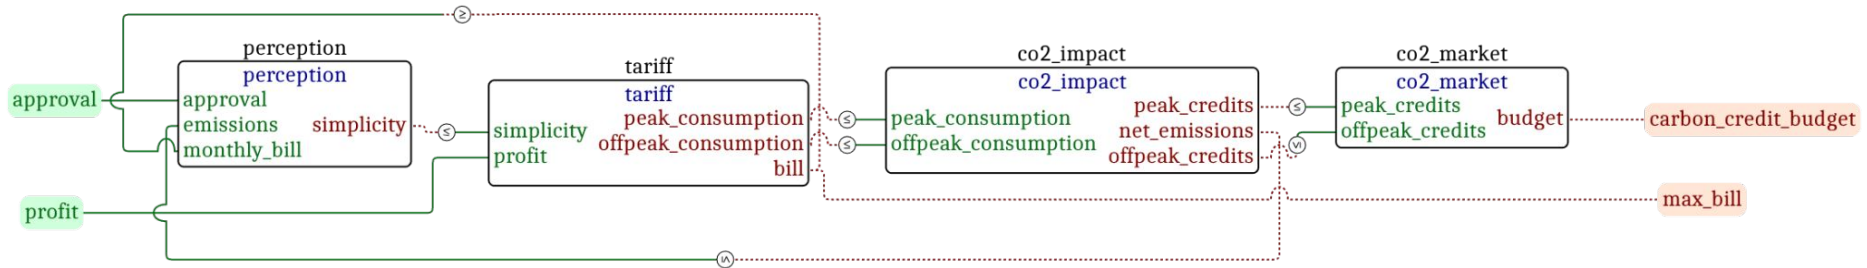 perception
perception
approval
emissions
monthly_bill
simplicity
tariff
tariff
simplicity
profit
peak_consumption
offpeak_consumption
bill
co2_impact
co2_impact
peak_consumption
offpeak_consumption
peak_credits
net_emissions
offpeak_credits
co2_market
co2_market
peak_credits
offpeak_credits
budget
approval
profit
carbon_credit_budget
max_bill
≥
≤
≤
≤
≤
≤
≤